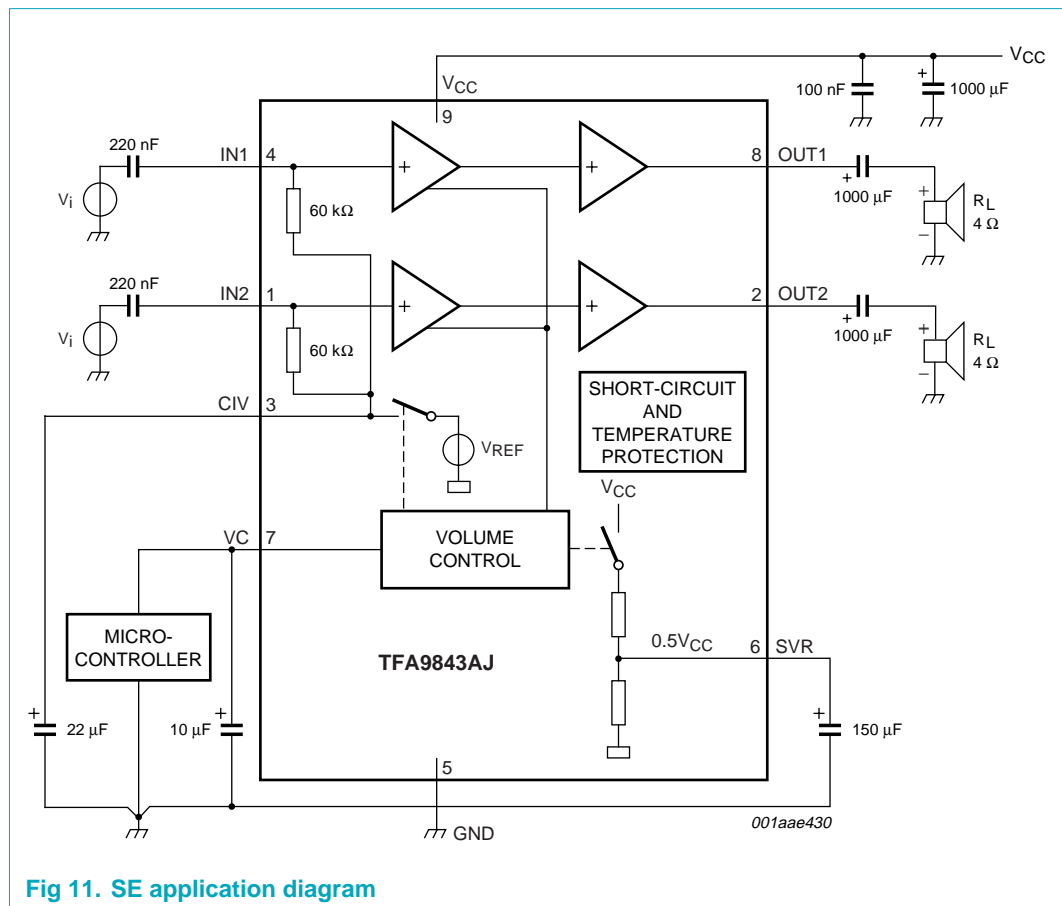 VCC
VCC
100 nF
1000 μF
9
220 nF
IN1
4
8
OUT1
+
+
+
1000 μF
+
−
RL
4 Ω
Vi
60 kΩ
220 nF
IN2
1
2
OUT2
+
+
+
1000 μF
+
−
RL
4 Ω
Vi
60 kΩ
CIV
3
VREF
SHORT-CIRCUIT
AND
TEMPERATURE
PROTECTION
VCC
VC
7
VOLUME
CONTROL
MICRO-
CONTROLLER
TFA9843AJ
0.5VCC
6
SVR
+
22 μF
10 μF
+
+
150 μF
5
GND
001aae430
Fig 11. SE application diagram